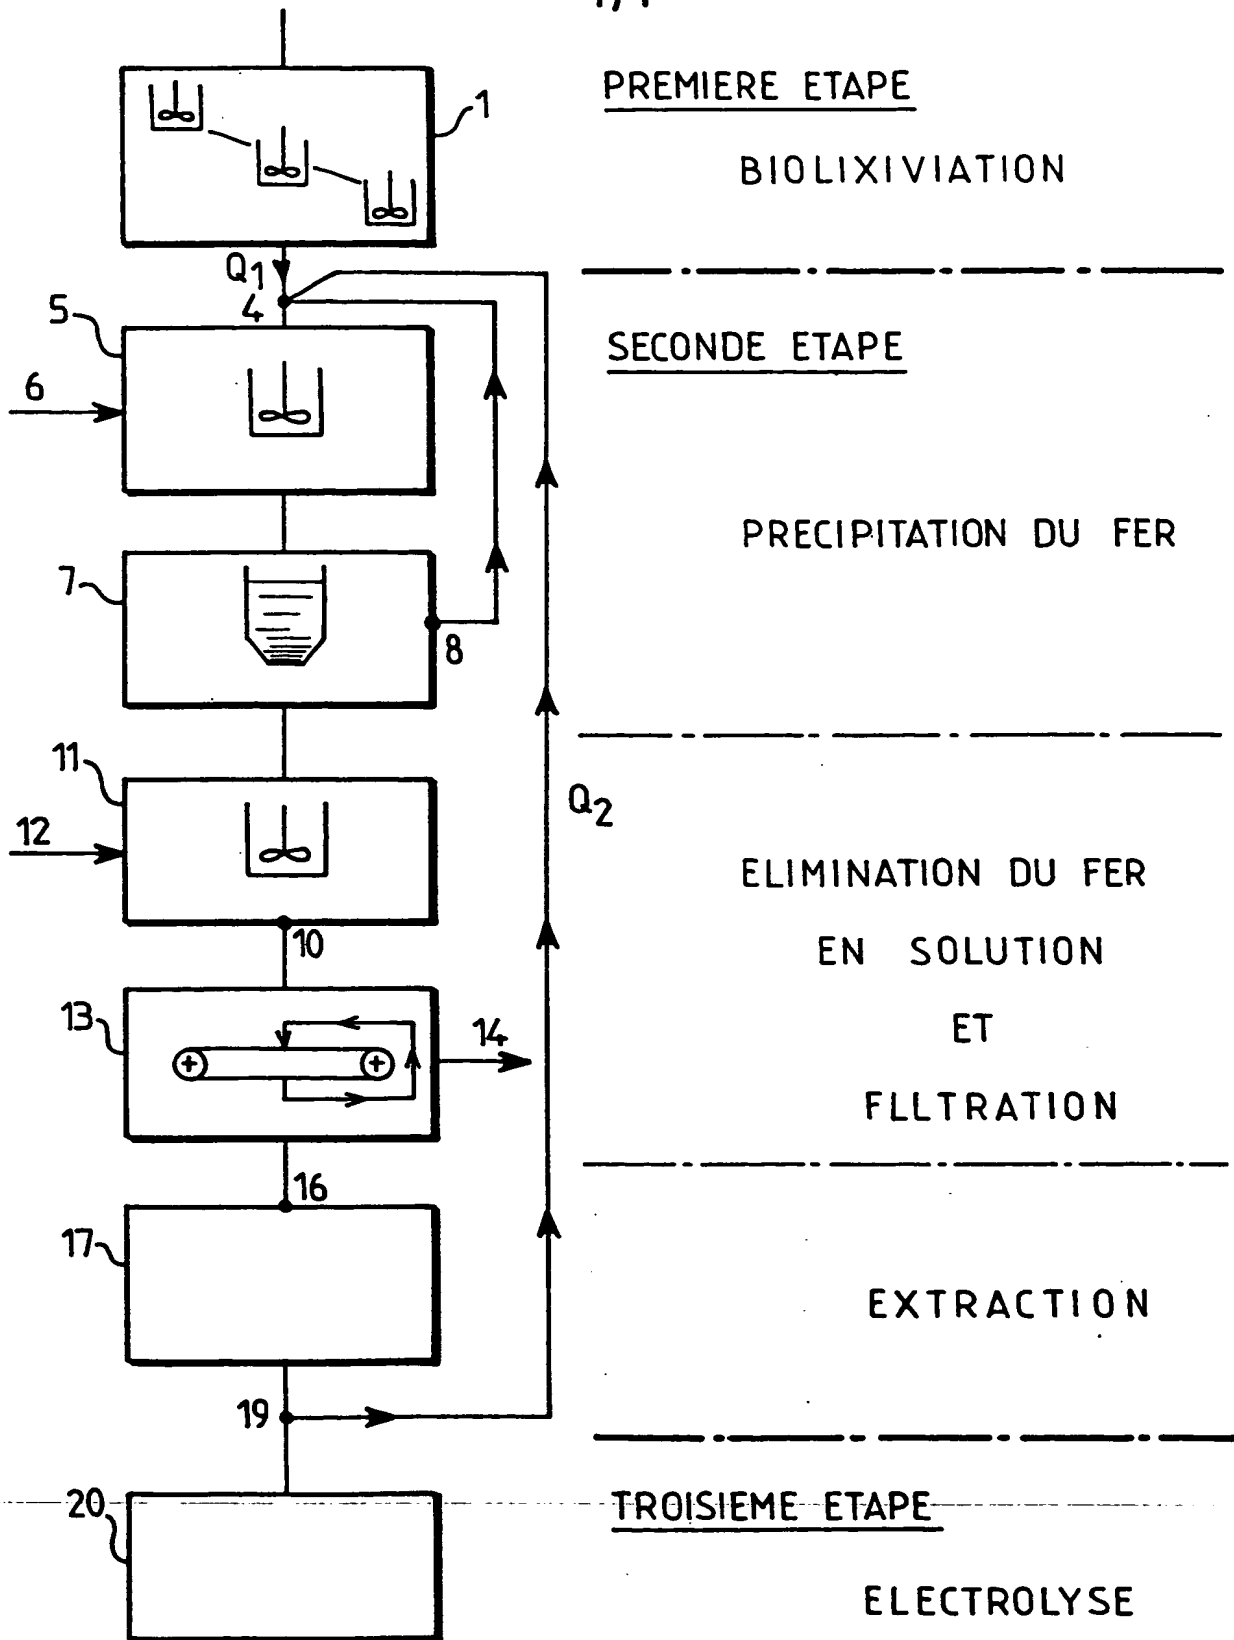 PREMIERE ETAPE
1
BIOLIXIVIATION
Q1
4
5
SECONDE ETAPE
6
PRECIPITATION DU FER
7
8
11
Q2
12
ELIMINATION DU FER
10
EN SOLUTION
13
14
ET
FLLTRATION
16
17
EXTRACTION
19
20
TROISIEME ETAPE
ELECTROLYSE